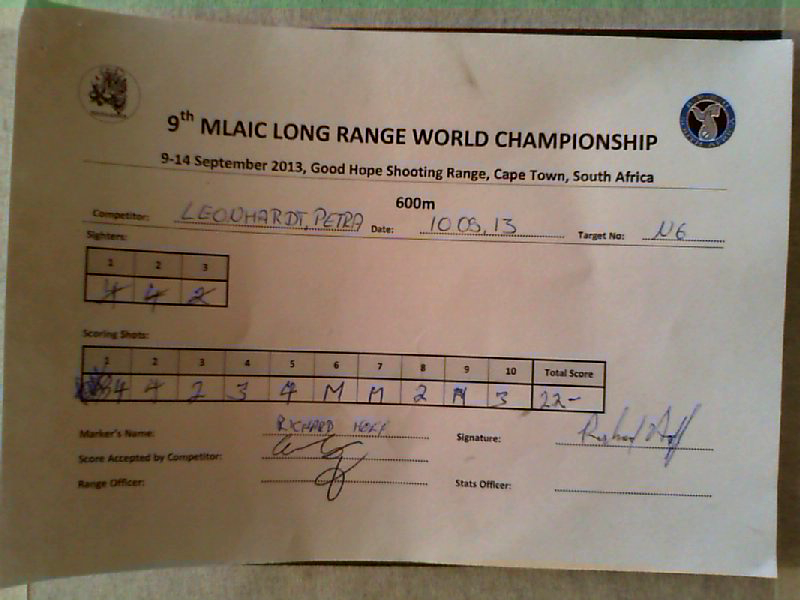 9th MLAIC LONG RANGE WORLD CHAMPIONSHIP
9-14 September 2013, Good Hope Shooting Range, Cape Town, South Africa
600m
Competitor: LEONHARDT, PETRA Date: 10 09, 13 Target No: N6
Sighters:
1 2 3
4 4 2
Scoring Shots:
1 2 3 4 5 6 7 8 9 10 Total Score
4 4 2 3 4 M M 2 M 3 22-
Marker's Name: RICHARD Signature:
Score Accepted by Competitor:
Range Officer: Stats Officer: